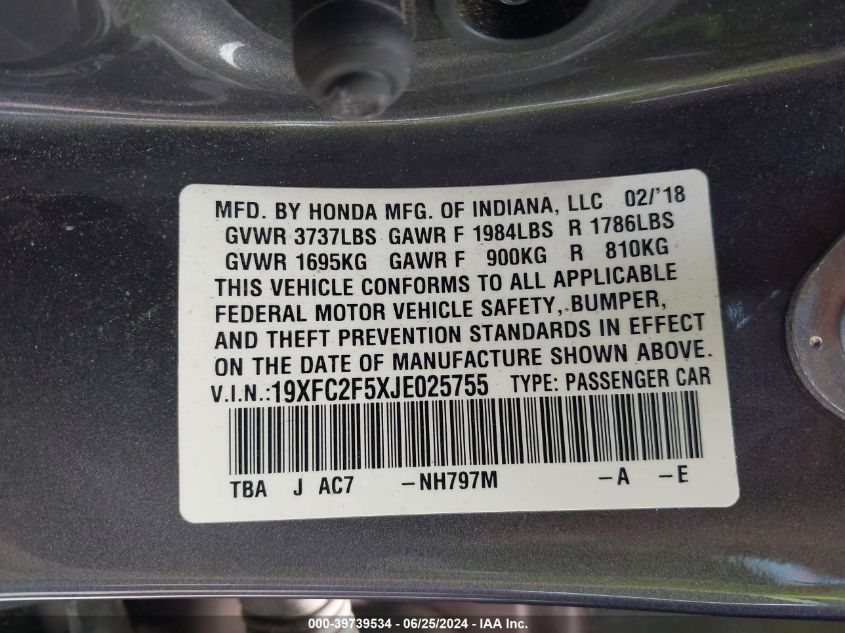 MFD. BY HONDA MFG. OF INDIANA, LLC 02/'18
GVWR 3737LBS GAWR F 1984LBS R 1786LBS
GVWR 1695KG GAWR F 900KG R 810KG
THIS VEHICLE CONFORMS TO ALL APPLICABLE
FEDERAL MOTOR VEHICLE SAFETY, BUMPER,
AND THEFT PREVENTION STANDARDS IN EFFECT
ON THE DATE OF MANUFACTURE SHOWN ABOVE.
V.I.N.:19XFC2F5XJE025755 TYPE: PASSENGER CAR
TBA J AC7 -NH797M -A -E
000-39739534 - 06/25/2024 - IAA Inc.